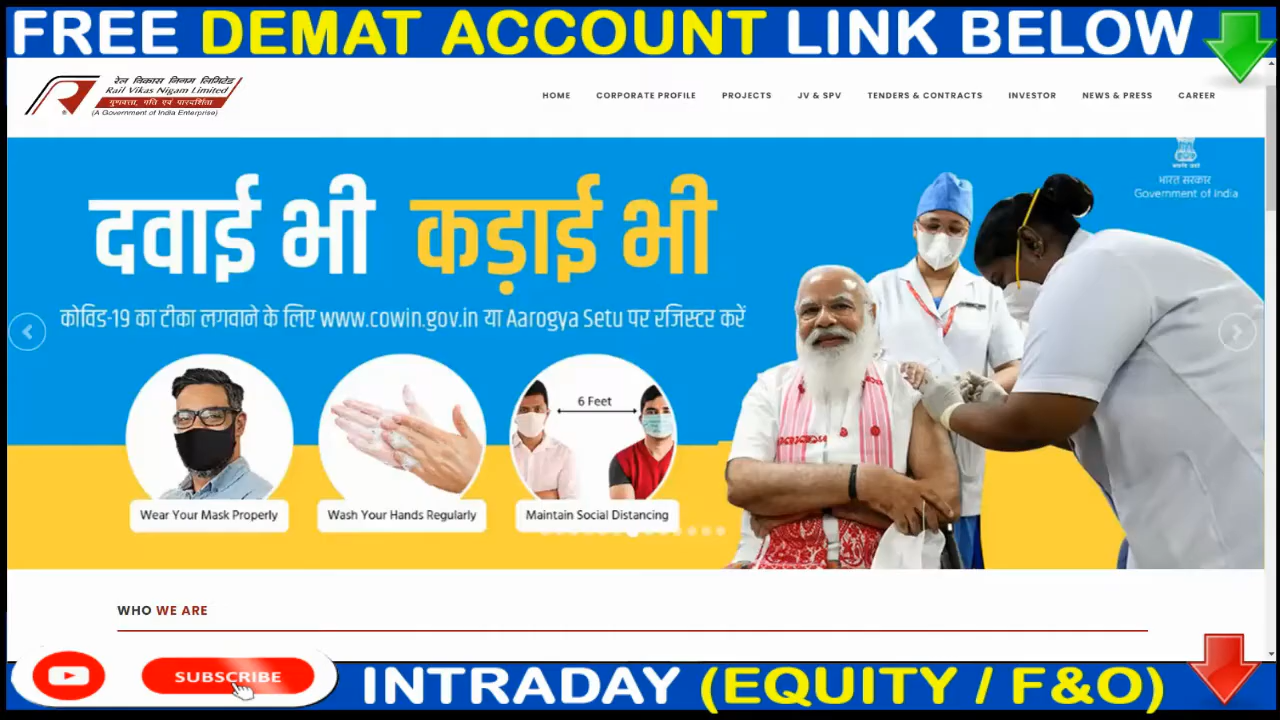 FREE DEMAT ACCOUNT LINK BELOW
रेल विकास निगम लिमिटेड
Rail Vikas Nigam Limited
गुणवत्ता, गति एवं पारदर्शिता
(A Government of India Enterprise)
HOME CORPORATE PROFILE PROJECTS JV & SPV TENDERS & CONTRACTS INVESTOR NEWS & PRESS CAREER
भारत सरकार
Government of India
दवाई भी कड़ाई भी
कोविड-19 का टीका लगवाने के लिए www.cowin.gov.in या Aarogya Setu पर रजिस्टर करें
6 Feet
Wear Your Mask Properly Wash Your Hands Regularly Maintain Social Distancing
WHO WE ARE
SUBSCRIBE
INTRADAY (EQUITY / F&O)